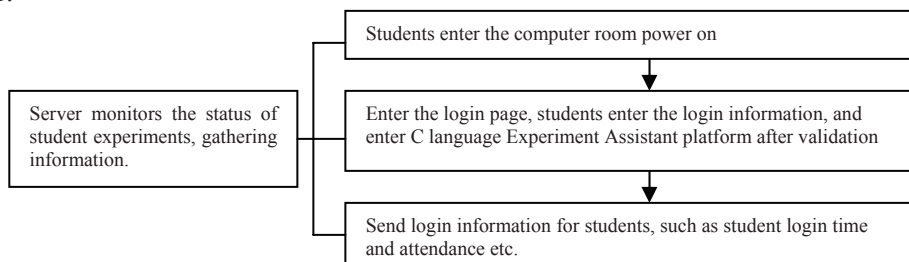 Students enter the computer room power on
Server monitors the status of
student experiments, gathering
information.
Enter the login page, students enter the login information, and
enter C language Experiment Assistant platform after validation
Send login information for students, such as student login time
and attendance etc.